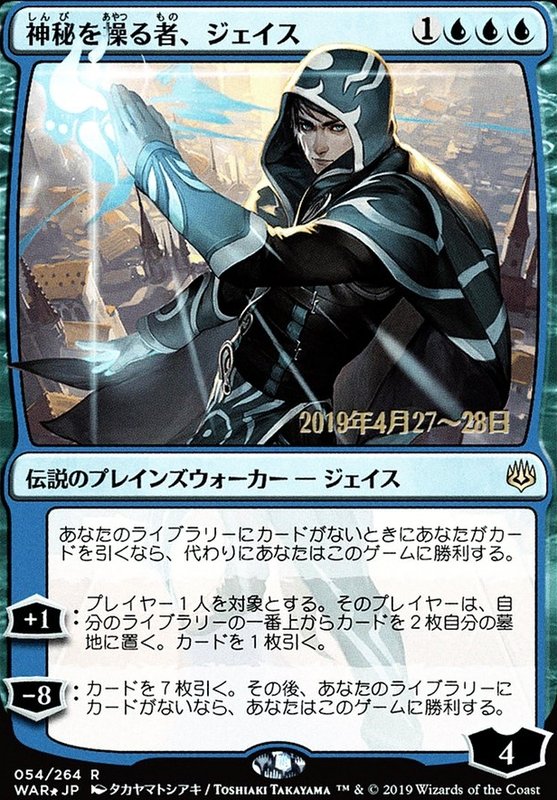 神秘を操る者、ジェイス
しんぴ あやつ もの
1
2019年4月27〜28日
伝説のプレインズウォーカー — ジェイス
あなたのライブラリーにカードがないときにあなたがカ
ードを引くなら、代わりにあなたはこのゲームに勝利する。
+1:プレイヤー1人を対象とする。そのプレイヤーは、自
分のライブラリーの一番上からカードを2枚自分の墓
地に置く。カードを1枚引く。
-8:カードを7枚引く。その後、あなたのライブラリーに
カードがないなら、あなたはこのゲームに勝利する。
4
054/264 R
WAR★JP タカヤマトシアキ / TOSHIAKI TAKAYAMA ™ & © 2019 Wizards of the Coast